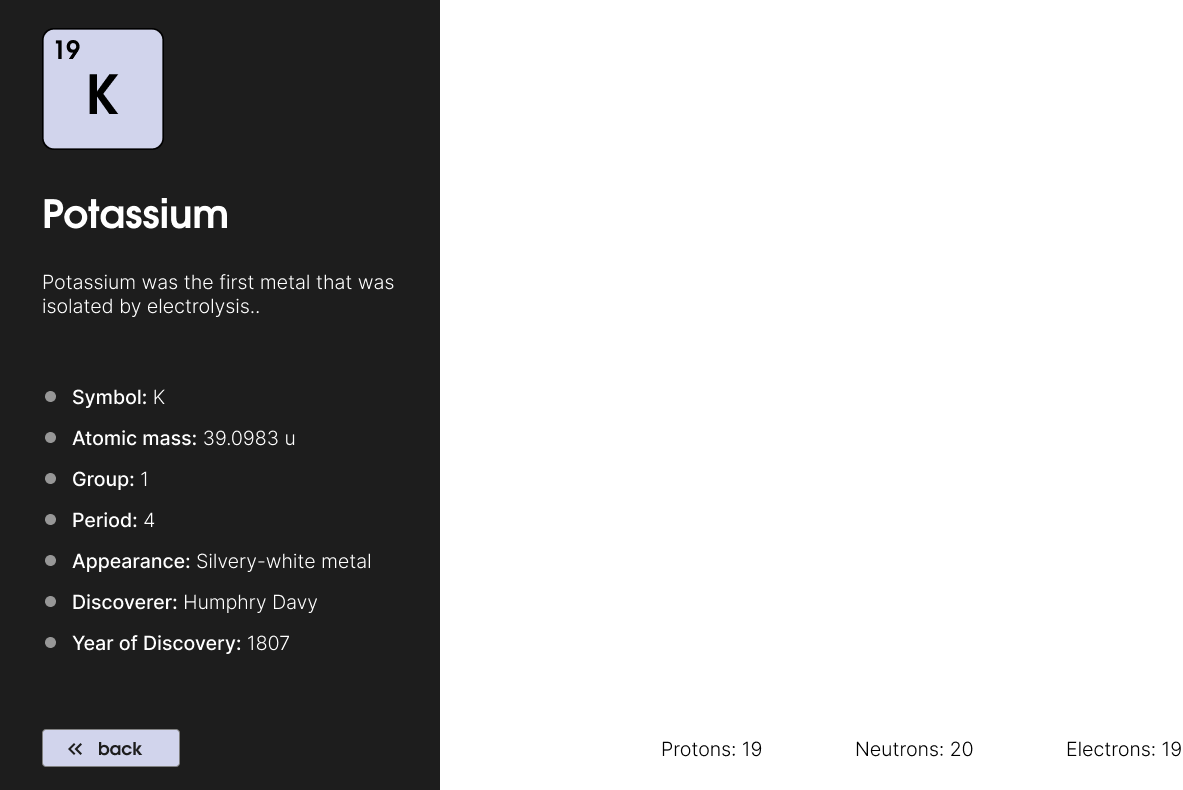 19
K
Potassium
Potassium was the first metal that was
isolated by electrolysis..
Symbol: K
Atomic mass: 39.0983 u
Group: 1
Period: 4
Appearance: Silvery-white metal
Discoverer: Humphry Davy
Year of Discovery: 1807
« back
Protons: 19
Neutrons: 20
Electrons: 19